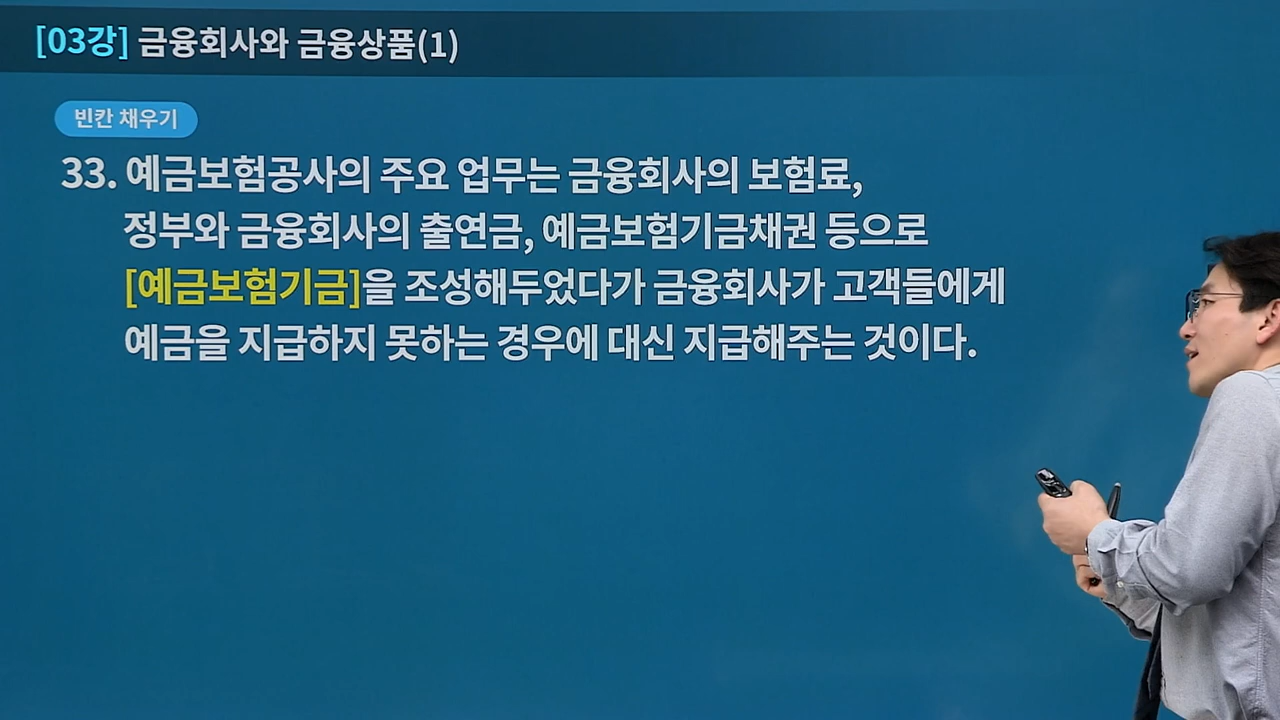 [03강] 금융회사와 금융상품(1)
빈칸 채우기
33. 예금보험공사의 주요 업무는 금융회사의 보험료,
정부와 금융회사의 출연금, 예금보험기금채권 등으로
[예금보험기금]을 조성해두었다가 금융회사가 고객들에게
예금을 지급하지 못하는 경우에 대신 지급해주는 것이다.